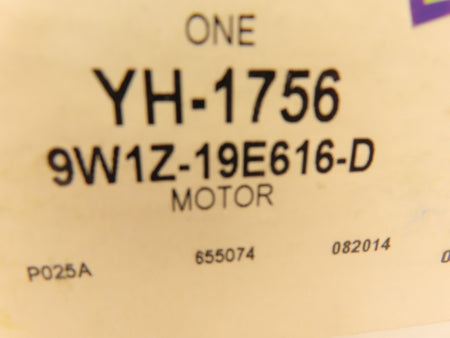 ONE
YH-1756
9W1Z-19E616-D
MOTOR
P025A 655074 082014